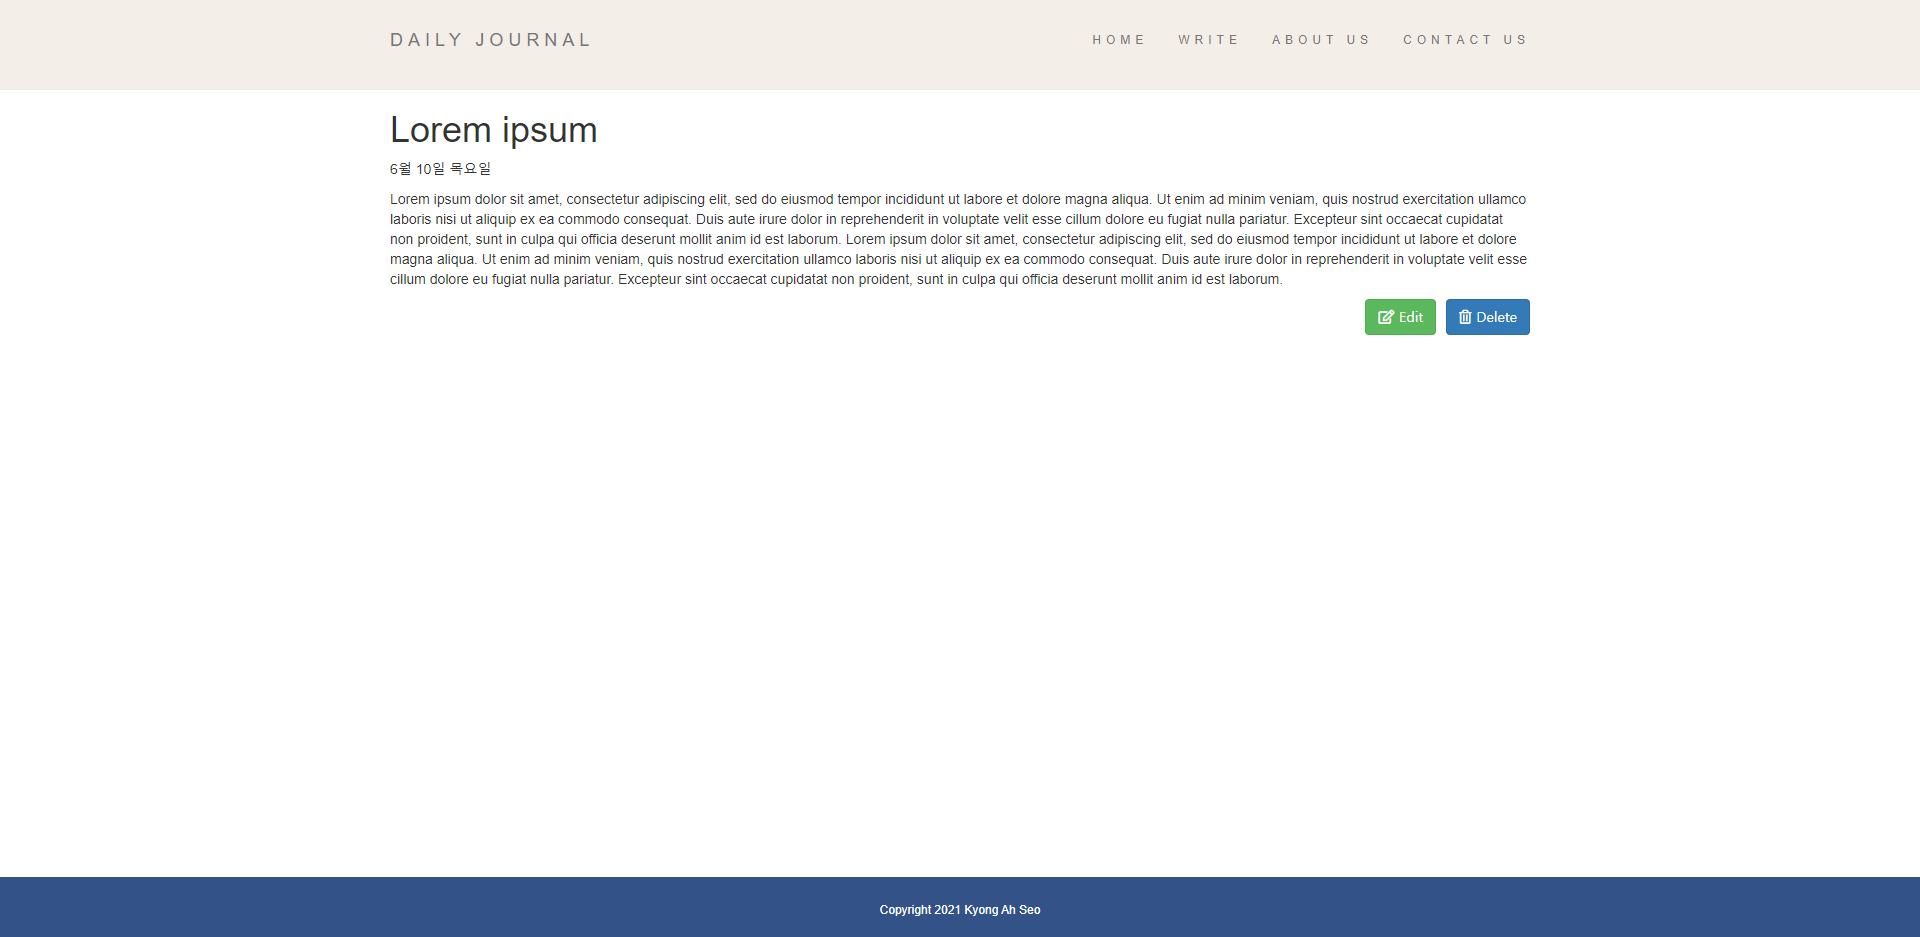 DAILY JOURNAL
HOME WRITE ABOUT US CONTACT US
Lorem ipsum
6월 10일 목요일
Lorem ipsum dolor sit amet, consectetur adipiscing elit, sed do eiusmod tempor incididunt ut labore et dolore magna aliqua. Ut enim ad minim veniam, quis nostrud exercitation ullamco
laboris nisi ut aliquip ex ea commodo consequat. Duis aute irure dolor in reprehenderit in voluptate velit esse cillum dolore eu fugiat nulla pariatur. Excepteur sint occaecat cupidatat
non proident, sunt in culpa qui officia deserunt mollit anim id est laborum. Lorem ipsum dolor sit amet, consectetur adipiscing elit, sed do eiusmod tempor incididunt ut labore et dolore
magna aliqua. Ut enim ad minim veniam, quis nostrud exercitation ullamco laboris nisi ut aliquip ex ea commodo consequat. Duis aute irure dolor in reprehenderit in voluptate velit esse
cillum dolore eu fugiat nulla pariatur. Excepteur sint occaecat cupidatat non proident, sunt in culpa qui officia deserunt mollit anim id est laborum.
Edit Delete
Copyright 2021 Kyong Ah Seo